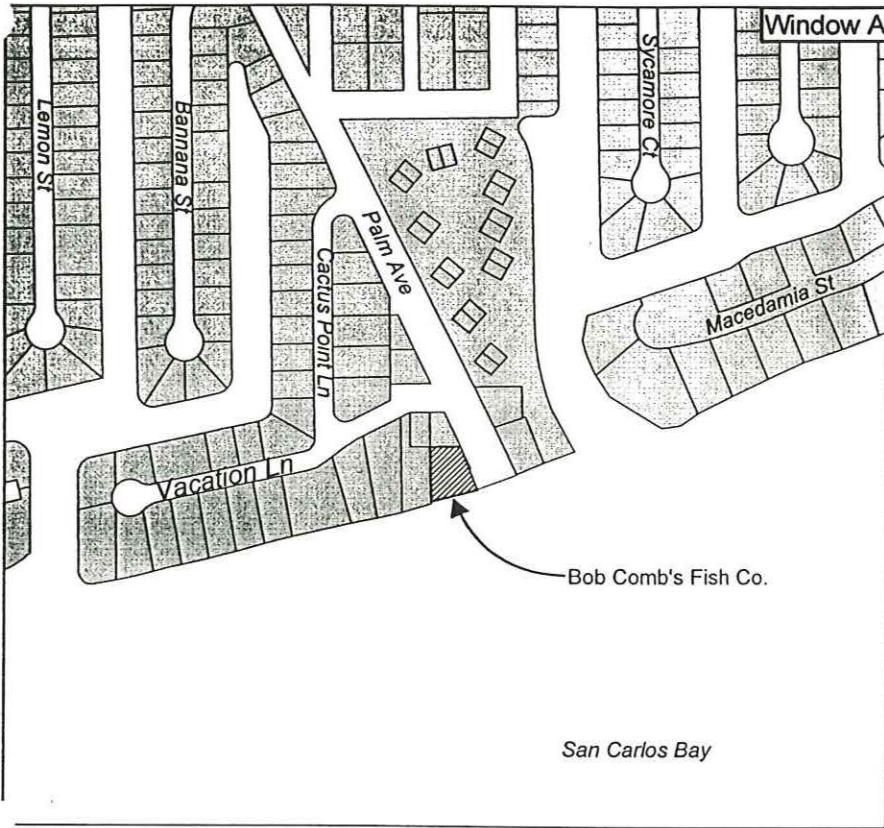 Window A
Lemon St
Bannana St
Sycamore Ct
Palm Ave
Cactus Point Ln
Macedamia St
Vacation Ln
Bob Comb's Fish Co.
San Carlos Bay